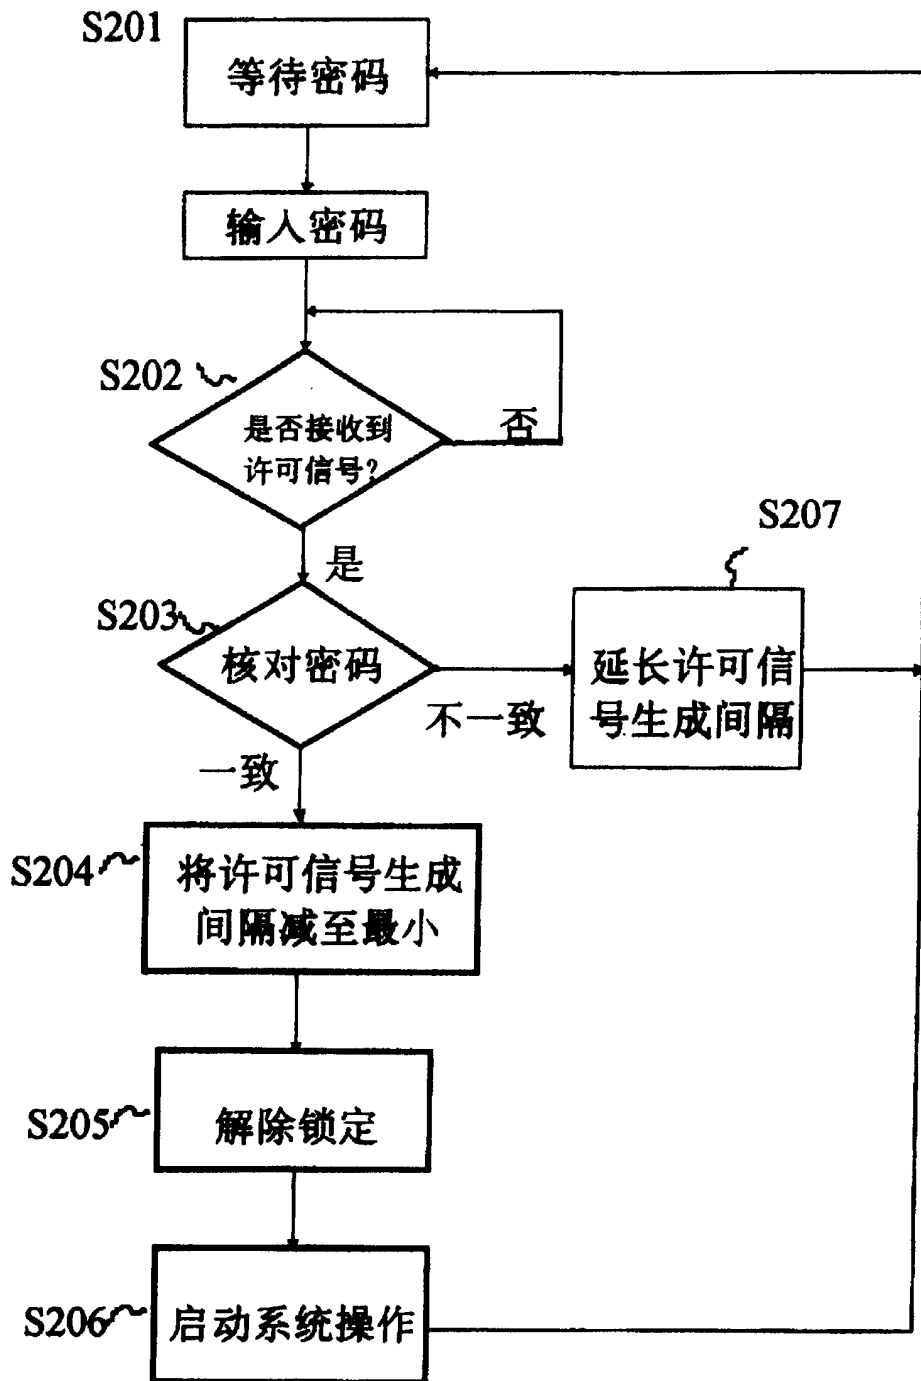 S201
等待密码
输入密码
S202
是否接收到
许可信号?
否
是
S203
核对密码
不一致
一致
S207
延长许可信
号生成间隔
S204
将许可信号生成
间隔减至最小
S205
解除锁定
S206
启动系统操作